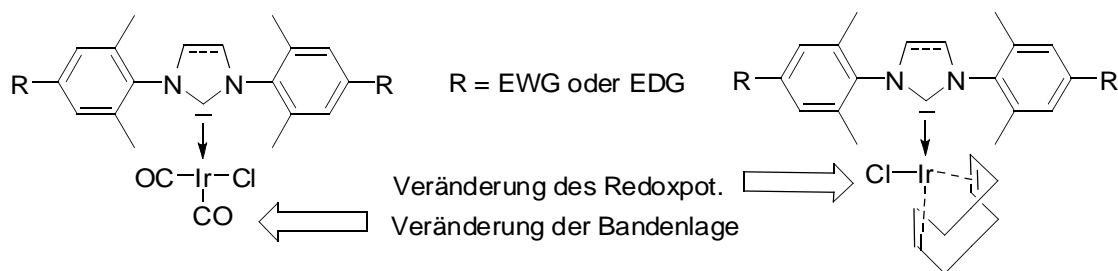 R N N R R = EWG oder EDG R N N R
OC Ir Cl Cl Ir
CO
Veränderung des Redoxpot.
Veränderung der Bandenlage